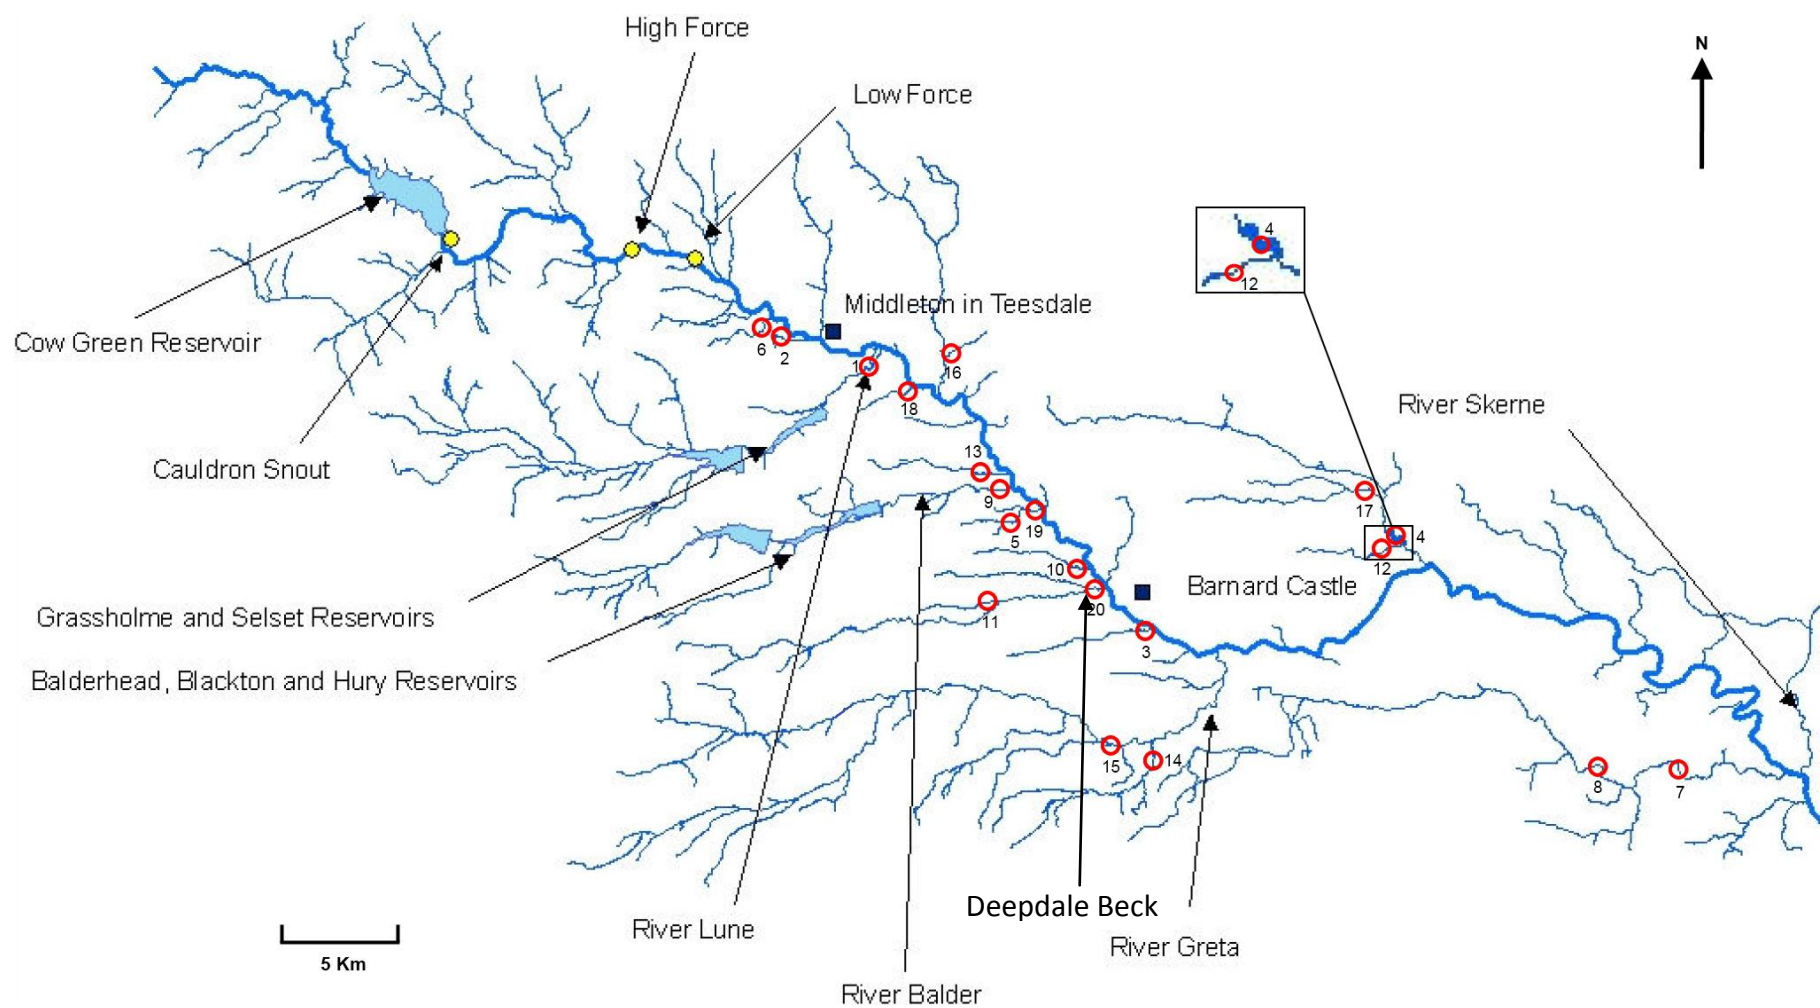 High Force
N
Low Force
4
12
Middleton in Teesdale
Cow Green Reservoir
6
2
1
16
18
River Skerne
Cauldron Snout
13
9
17
19
5
4
12
10
Barnard Castle
20
11
Grassholme and Selset Reservoirs
3
Balderhead, Blackton and Hury Reservoirs
15
14
8
7
Deepdale Beck
River Lune
River Greta
5 Km
River Balder